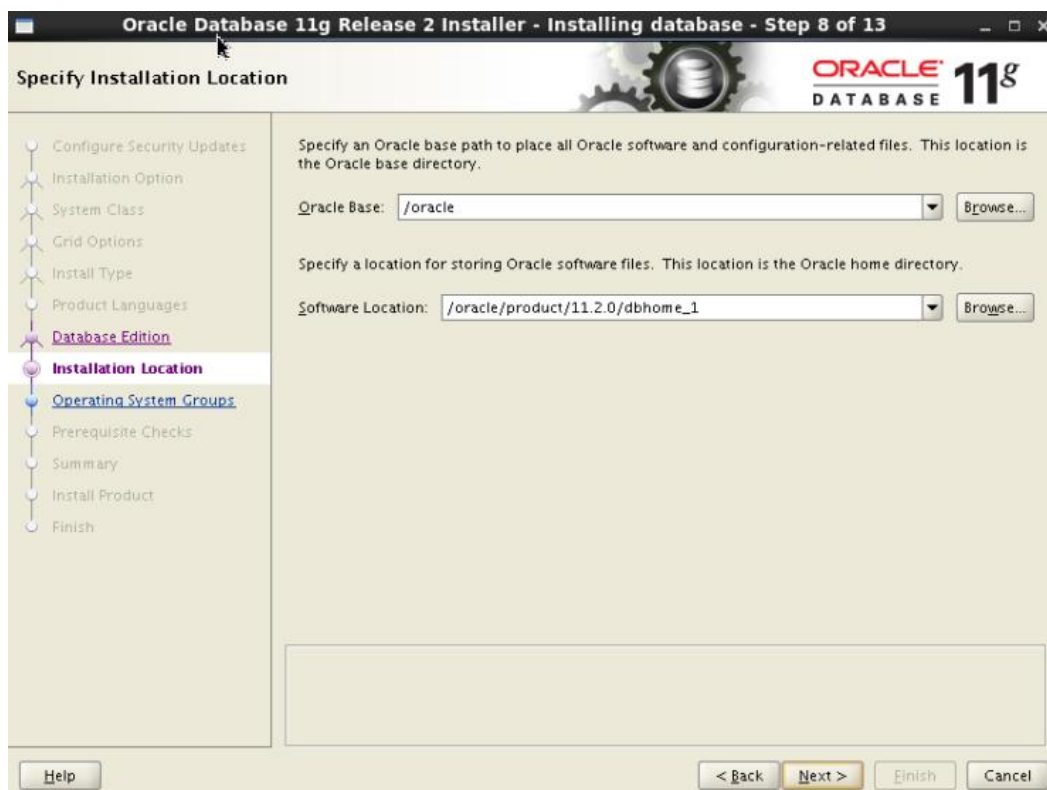 Oracle Database 11g Release 2 Installer - Installing database - Step 8 of 13
Specify Installation Location
ORACLE
DATABASE
11g
Configure Security Updates
Installation Option
System Class
Grid Options
Install Type
Product Languages
Database Edition
Installation Location
Operating System Groups
Prerequisite Checks
Summary
Install Product
Finish
Specify an Oracle base path to place all Oracle software and configuration-related files. This location is
the Oracle base directory.
Oracle Base: /oracle Browse...
Specify a location for storing Oracle software files. This location is the Oracle home directory.
Software Location: /oracle/product/11.2.0/dbhome_1 Browse...
Help < Back Next > Finish Cancel